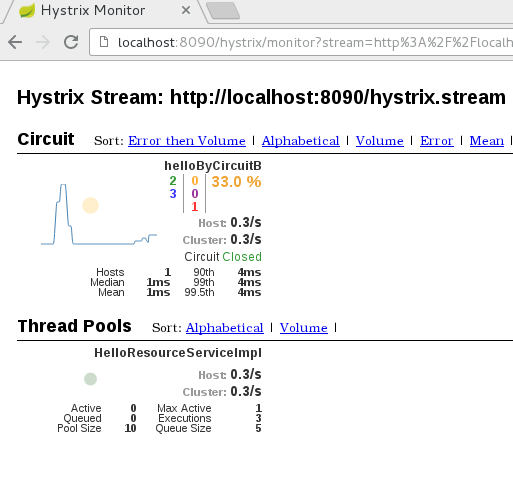 Hystrix Monitor
localhost:8090/hystrix/monitor?stream=http%3A%2F%2Flocalh
Hystrix Stream: http://localhost:8090/hystrix.stream
Circuit Sort: Error then Volume | Alphabetical | Volume | Error | Mean |
helloByCircuitB
2 0 33.0 %
3 0
1
Host: 0.3/s
Cluster: 0.3/s
Circuit Closed
Hosts 1 90th 4ms
Median 1ms 99th 4ms
Mean 1ms 99.5th 4ms
Thread Pools Sort: Alphabetical | Volume |
HelloResourceServiceImpl
Host: 0.3/s
Cluster: 0.3/s
Active 0 Max Active 1
Queued 0 Executions 3
Pool Size 10 Queue Size 5